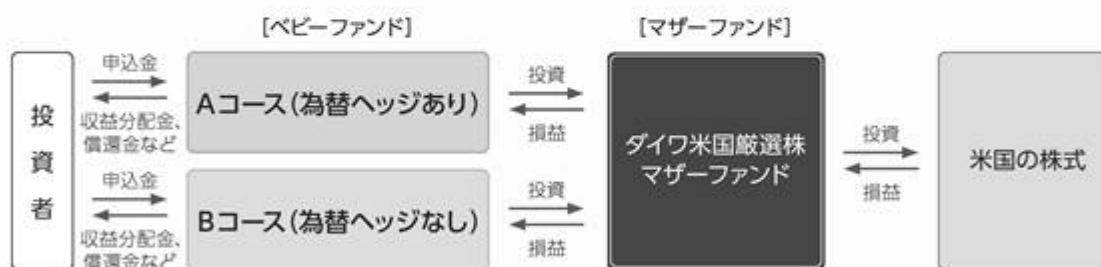 [ベビーファンド]
[マザーファンド]
投資者
申込金
収益分配金、
償還金など
Aコース(為替ヘッジあり)
投資
損益
申込金
収益分配金、
償還金など
Bコース(為替ヘッジなし)
投資
損益
ダイワ米国厳選株
マザーファンド
投資
損益
米国の株式